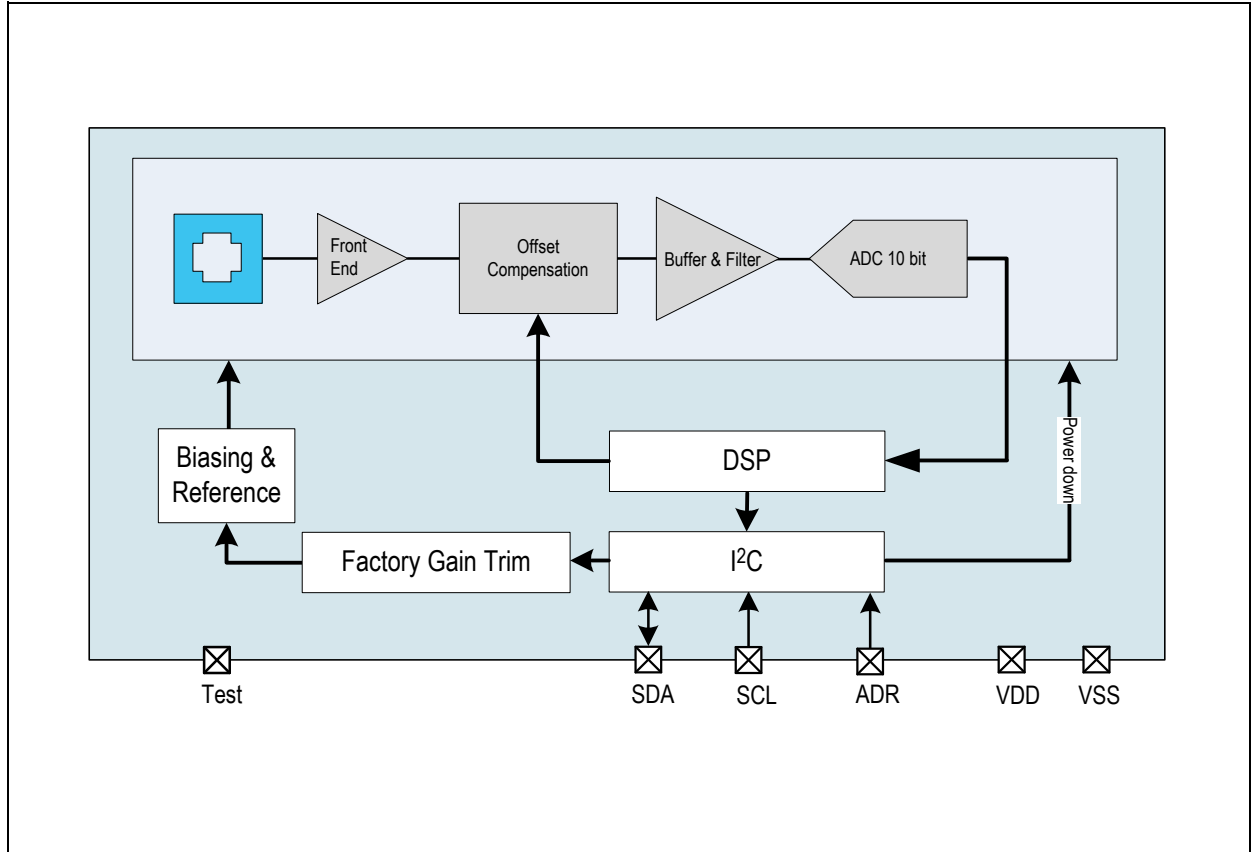 Front
End
Offset
Compensation
Buffer & Filter
ADC 10 bit
Power down
Biasing &
Reference
DSP
Factory Gain Trim
I²C
Test
SDA
SCL
ADR
VDD
VSS